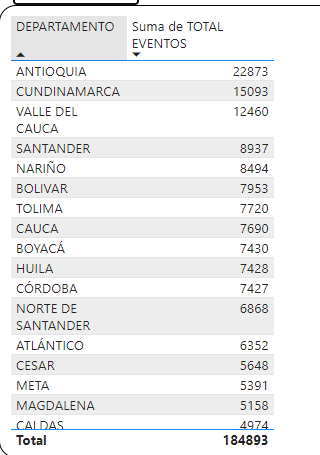 DEPARTAMENTO Suma de TOTAL
EVENTOS
ANTIOQUIA 22873
CUNDINAMARCA 15093
VALLE DEL 12460
CAUCA
SANTANDER 8937
NARIÑO 8494
BOLIVAR 7953
TOLIMA 7720
CAUCA 7690
BOYACÁ 7430
HUILA 7428
CÓRDOBA 7427
NORTE DE 6868
SANTANDER
ATLÁNTICO 6352
CESAR 5648
META 5391
MAGDALENA 5158
CALDAS 4974
Total 184893